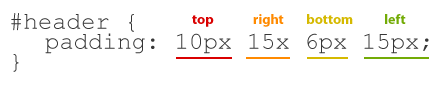 top right bottom left
#header {
padding: 10px 15x 6px 15px;
}